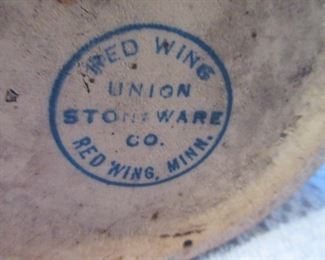 RED WING
UNION
STONEWARE
CO.
RED WING, MINN.